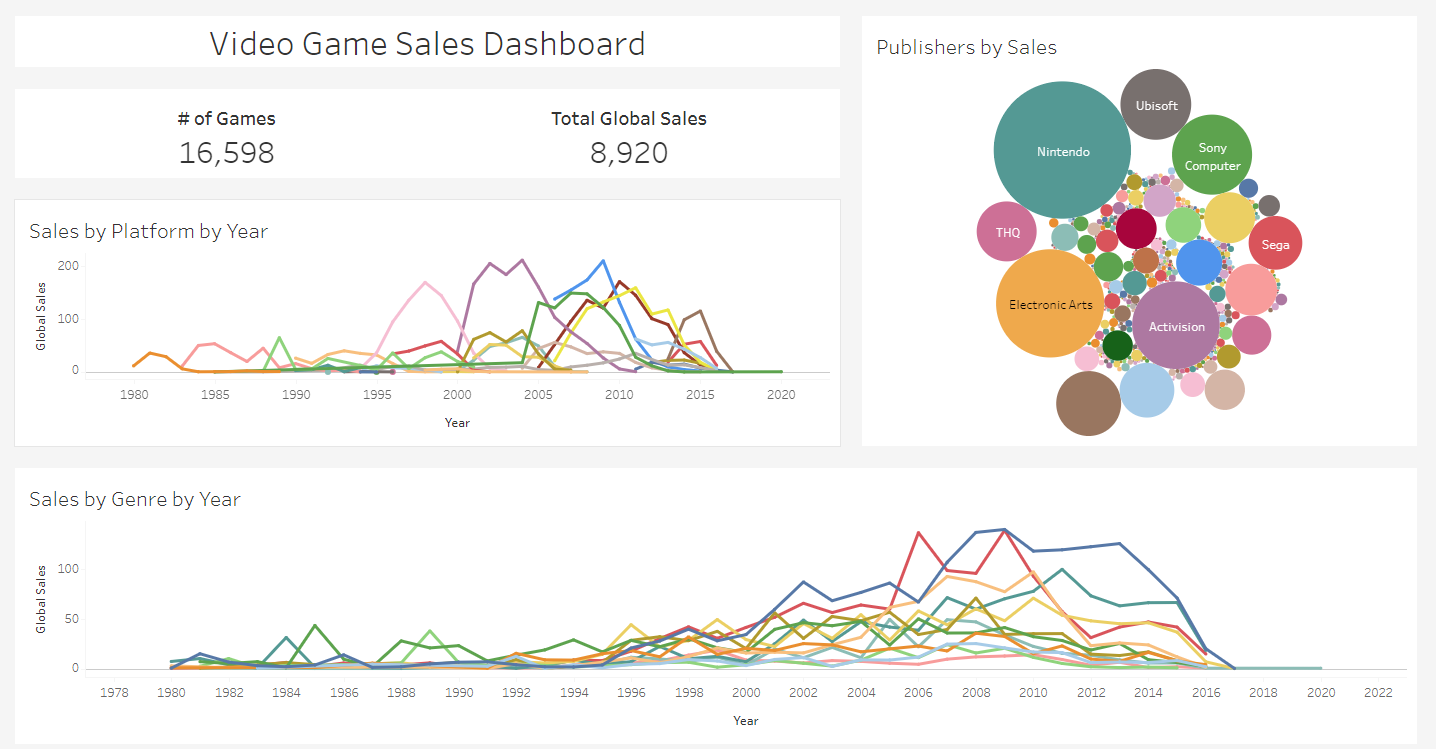 Video Game Sales Dashboard
# of Games
16,598
Total Global Sales
8,920
Sales by Platform by Year
200
100
0
Global Sales
1980 1985 1990 1995 2000 2005 2010 2015 2020
Year
Publishers by Sales
Ubisoft
Nintendo
Sony
Computer
THQ
Sega
Electronic Arts
Activision
Sales by Genre by Year
100
50
0
Global Sales
1978 1980 1982 1984 1986 1988 1990 1992 1994 1996 1998 2000 2002 2004 2006 2008 2010 2012 2014 2016 2018 2020 2022
Year